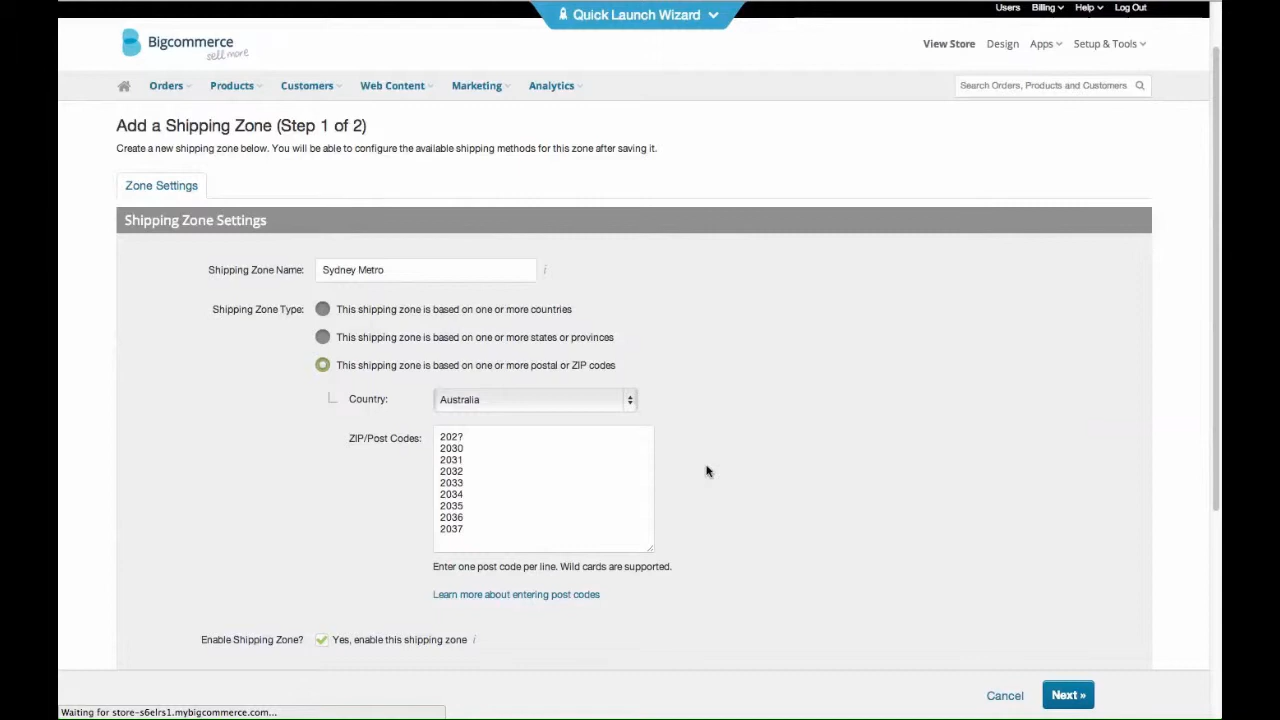 Quick Launch Wizard
Users Billing Help Log Out
Bigcommerce
sell more
View Store Design Apps Setup & Tools
Orders Products Customers Web Content Marketing Analytics
Search Orders, Products and Customers
Add a Shipping Zone (Step 1 of 2)
Create a new shipping zone below. You will be able to configure the available shipping methods for this zone after saving it.
Zone Settings
Shipping Zone Settings
Shipping Zone Name: Sydney Metro i
Shipping Zone Type: This shipping zone is based on one or more countries
This shipping zone is based on one or more states or provinces
This shipping zone is based on one or more postal or ZIP codes
Country: Australia
ZIP/Post Codes: 202?
2030
2031
2032
2033
2034
2035
2036
2037
Enter one post code per line. Wild cards are supported.
Learn more about entering post codes
Enable Shipping Zone? Yes, enable this shipping zone i
Cancel Next »
Waiting for store-s6elrs1.mybigcommerce.com...